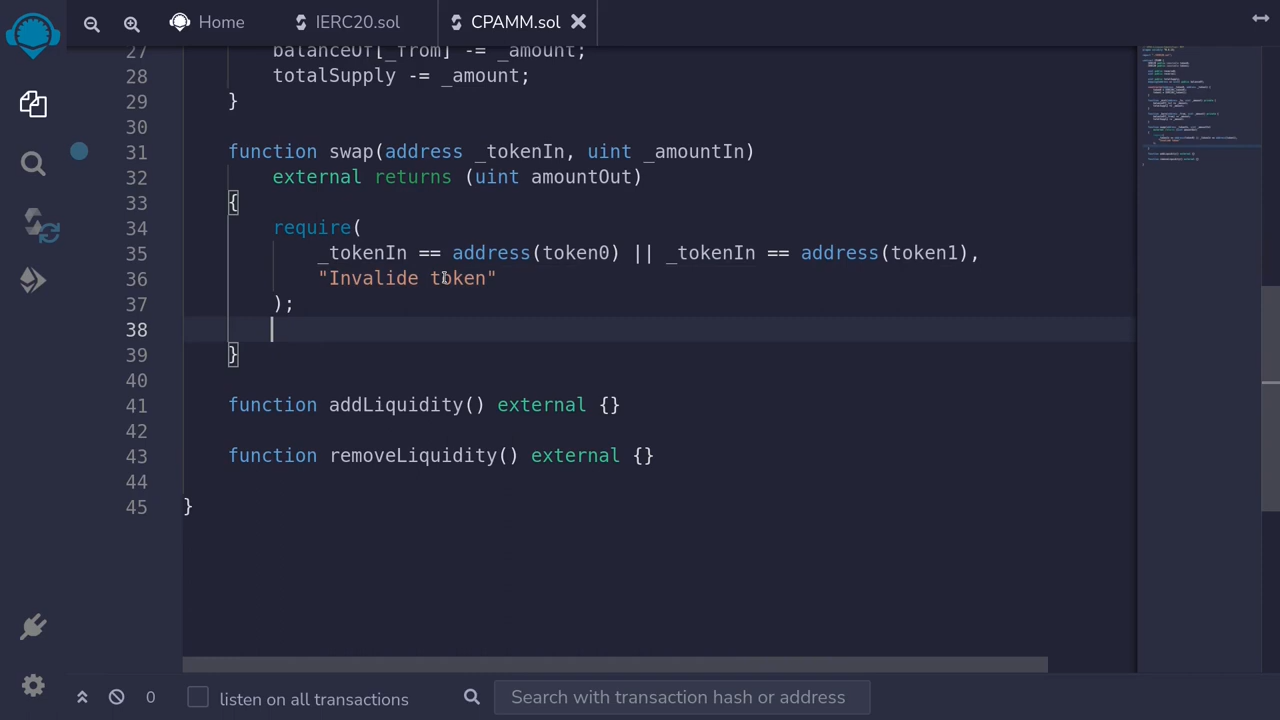 Home
IERC20.sol
CPAMM.sol
27 balanceOf[_from] -= _amount;
28 totalSupply -= _amount;
29 }
30
31 function swap(address _tokenIn, uint _amountIn)
32 external returns (uint amountOut)
33 {
34 require(
35 _tokenIn == address(token0) || _tokenIn == address(token1),
36 "Invalide token"
37 );
38
39 }
40
41 function addLiquidity() external {}
42
43 function removeLiquidity() external {}
44
45 }
0 listen on all transactions Search with transaction hash or address